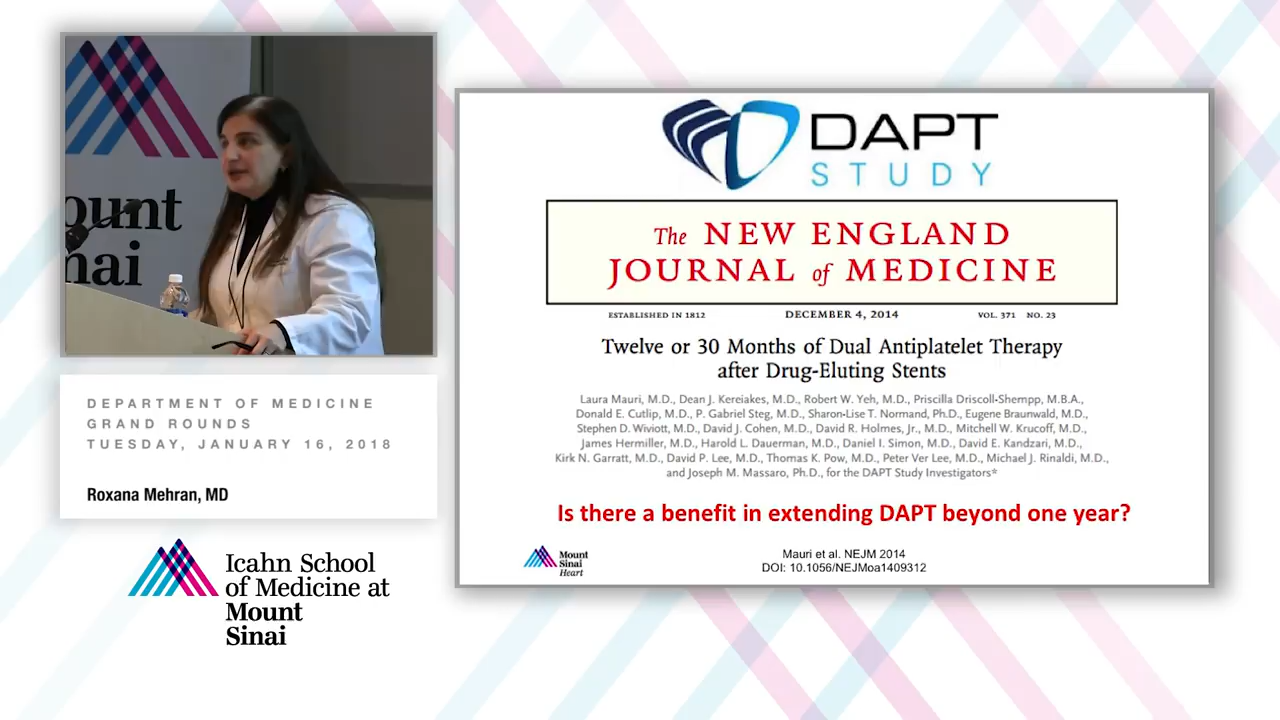 ount
nai
DEPARTMENT OF MEDICINE
GRAND ROUNDS
TUESDAY, JANUARY 16, 2018
Roxana Mehran, MD
Icahn School
of Medicine at
Mount
Sinai
DAPT
STUDY
The NEW ENGLAND
JOURNAL of MEDICINE
ESTABLISHED IN 1812 DECEMBER 4, 2014 VOL. 371 NO. 23
Twelve or 30 Months of Dual Antiplatelet Therapy
after Drug-Eluting Stents
Laura Mauri, M.D., Dean J. Kereiakes, M.D., Robert W. Yeh, M.D., Priscilla Driscoll-Shempp, M.B.A.,
Donald E. Cutlip, M.D., P. Gabriel Steg, M.D., Sharon-Lise T. Normand, Ph.D., Eugene Braunwald, M.D.,
Stephen D. Wiviott, M.D., David J. Cohen, M.D., David R. Holmes, Jr., M.D., Mitchell W. Krucoff, M.D.,
James Hermiller, M.D., Harold L. Dauerman, M.D., Daniel I. Simon, M.D., David E. Kandzari, M.D.,
Kirk N. Garratt, M.D., David P. Lee, M.D., Thomas K. Pow, M.D., Peter Ver Lee, M.D., Michael J. Rinaldi, M.D.,
and Joseph M. Massaro, Ph.D., for the DAPT Study Investigators*
Is there a benefit in extending DAPT beyond one year?
Mount
Sinai
Heart
Mauri et al. NEJM 2014
DOI: 10.1056/NEJMoa1409312